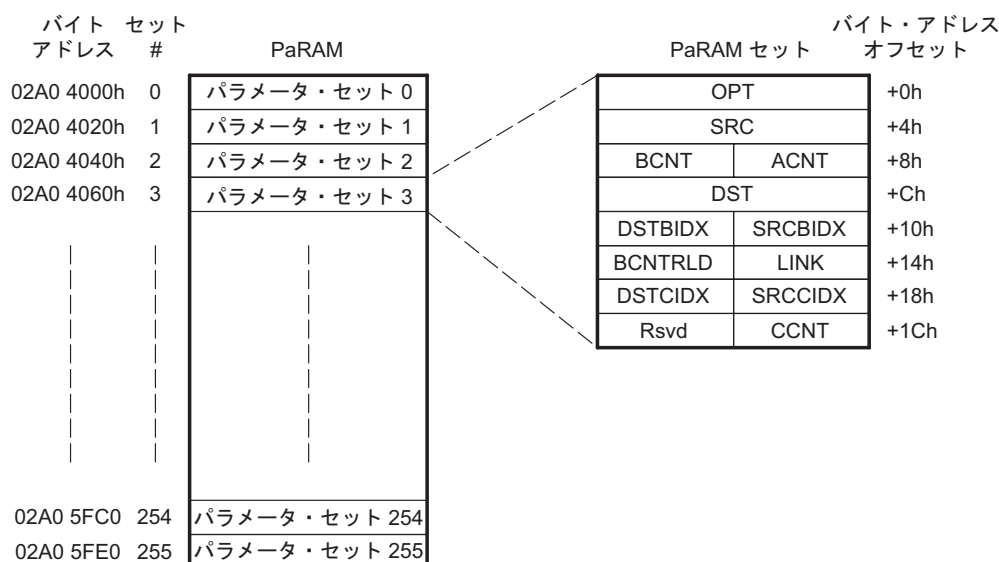 バイト アドレス セット # PaRAM
02A0 4000h 0 パラメータ・セット 0
02A0 4020h 1 パラメータ・セット 1
02A0 4040h 2 パラメータ・セット 2
02A0 4060h 3 パラメータ・セット 3
02A0 5FC0 254 パラメータ・セット 254
02A0 5FE0 255 パラメータ・セット 255
PaRAM セット バイト・アドレス オフセット
OPT +0h
SRC +4h
BCNT ACNT +8h
DST +Ch
DSTBIDX SRCBIDX +10h
BCNTRLD LINK +14h
DSTCIDX SRCCIDX +18h
Rsvd CCNT +1Ch